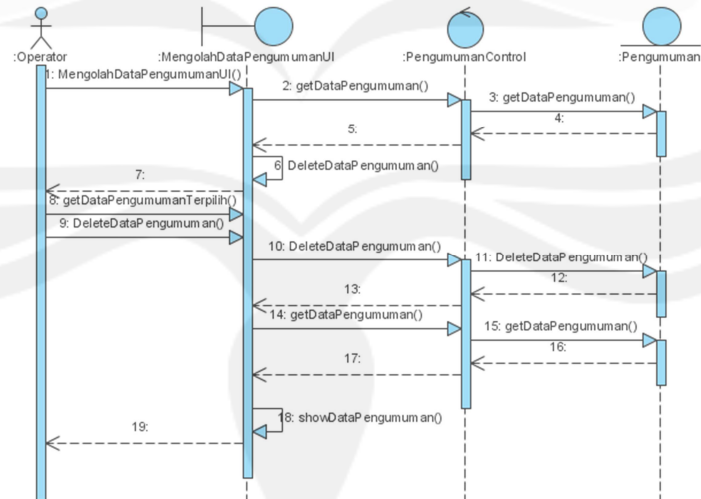 :Operator
:MengolahDataPengumumanUI
:PengumumanControl
:Pengumuman
1: MengolahDataPengumumanUI()
2: getDataPengumuman()
3: getDataPengumuman()
4:
5:
6 DeleteDataPengumuman()
7:
8: getDataPengumumanTerpilih()
9: DeleteDataPengumuman()
10: DeleteDataPengumuman()
11: DeleteDataPengumuman()
12:
13:
14: getDataPengumuman()
15: getDataPengumuman()
16:
17:
18: showDataPengumuman()
19: